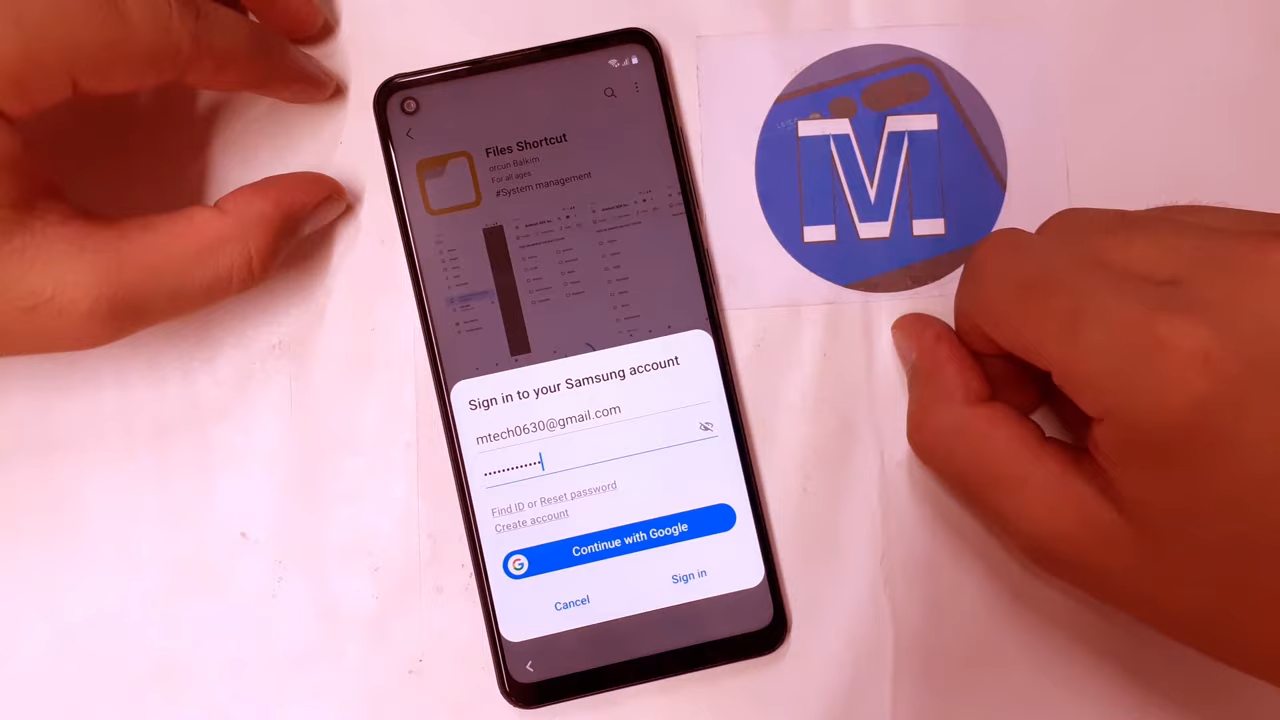 Files Shortcut
orcun Balkim
For all ages
#System management
M
Sign in to your Samsung account
mtech0630@gmail.com
•••••••••••••
Find ID or Reset password
Create account
G Continue with Google
Cancel
Sign in